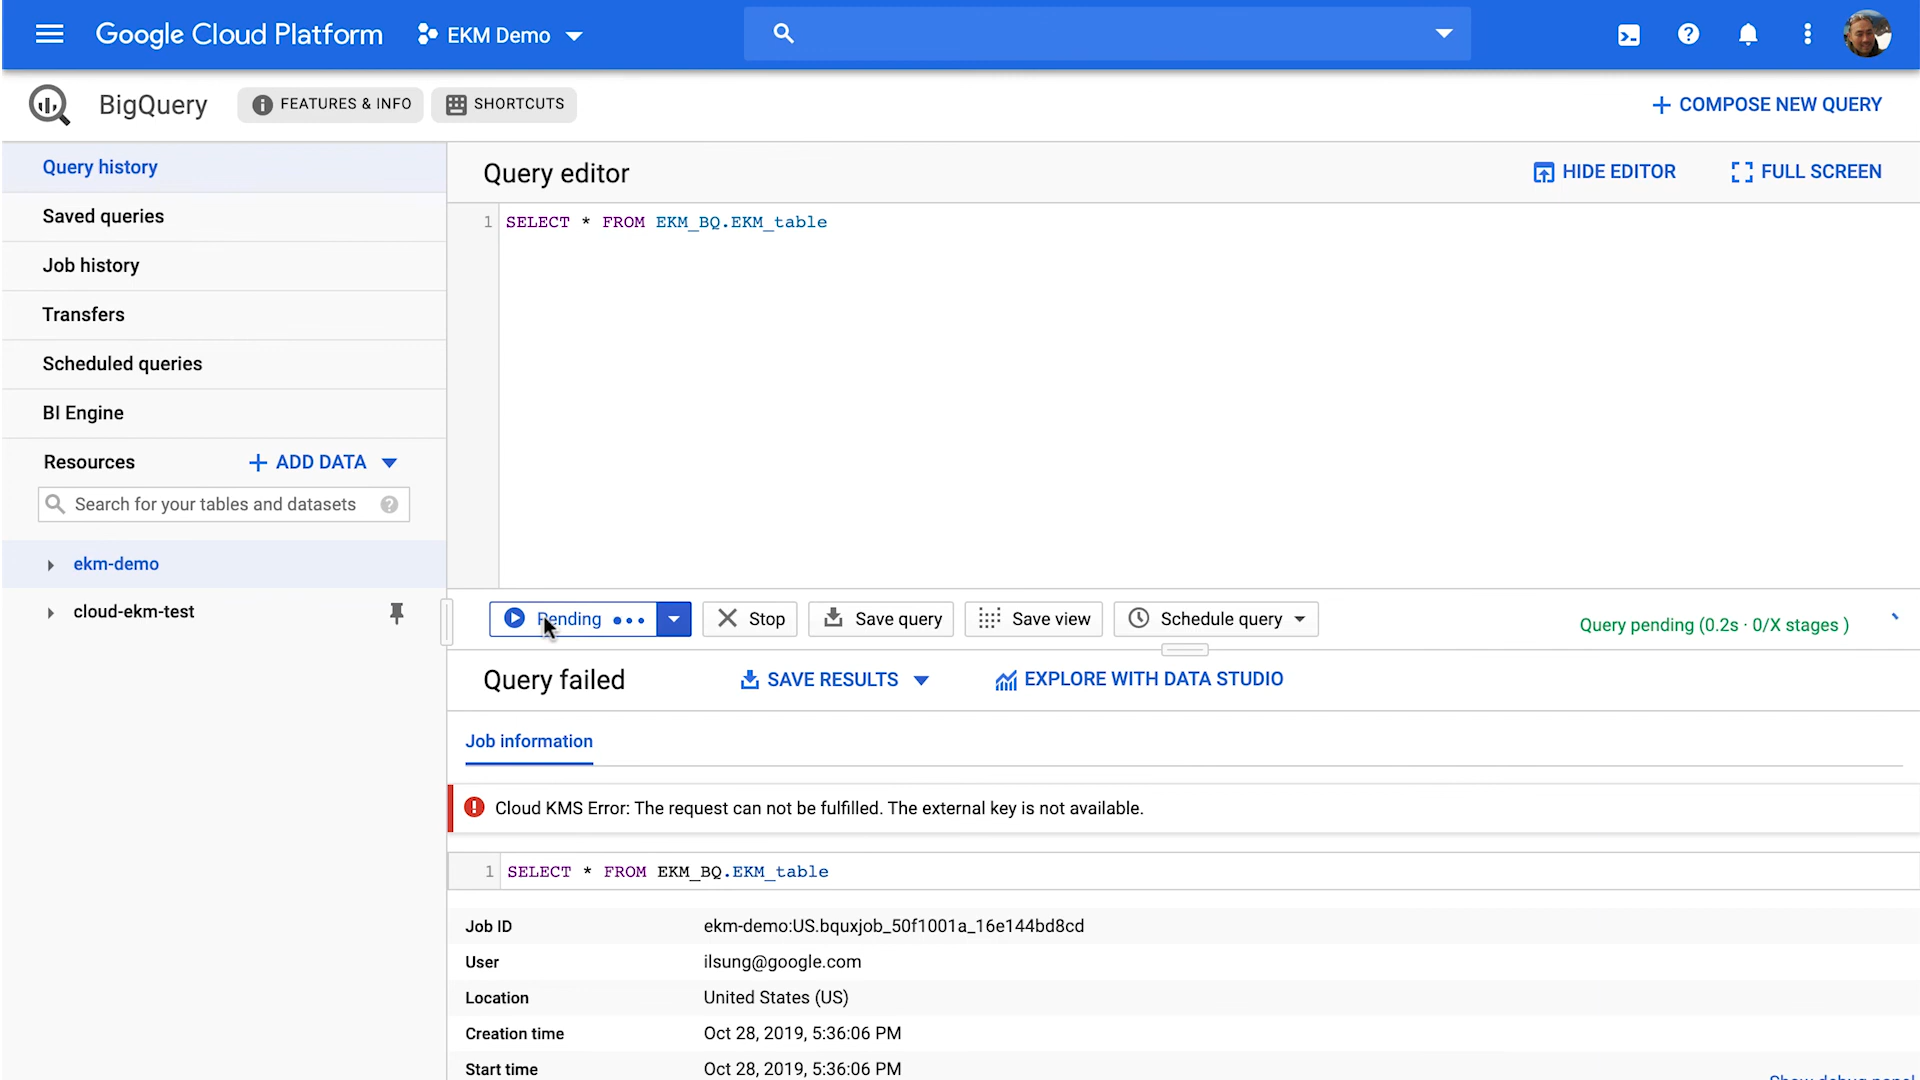 Google Cloud Platform
EKM Demo
BigQuery
FEATURES & INFO
SHORTCUTS
COMPOSE NEW QUERY
Query history
Saved queries
Job history
Transfers
Scheduled queries
BI Engine
Resources
ADD DATA
Search for your tables and datasets
ekm-demo
cloud-ekm-test
Query editor
HIDE EDITOR
FULL SCREEN
1 SELECT * FROM EKM_BQ.EKM_table
Pending
Stop
Save query
Save view
Schedule query
Query pending (0.2s · 0/X stages )
Query failed
SAVE RESULTS
EXPLORE WITH DATA STUDIO
Job information
Cloud KMS Error: The request can not be fulfilled. The external key is not available.
1 SELECT * FROM EKM_BQ.EKM_table
Job ID ekm-demo:US.bquxjob_50f1001a_16e144bd8cd
User ilsung@google.com
Location United States (US)
Creation time Oct 28, 2019, 5:36:06 PM
Start time Oct 28, 2019, 5:36:06 PM